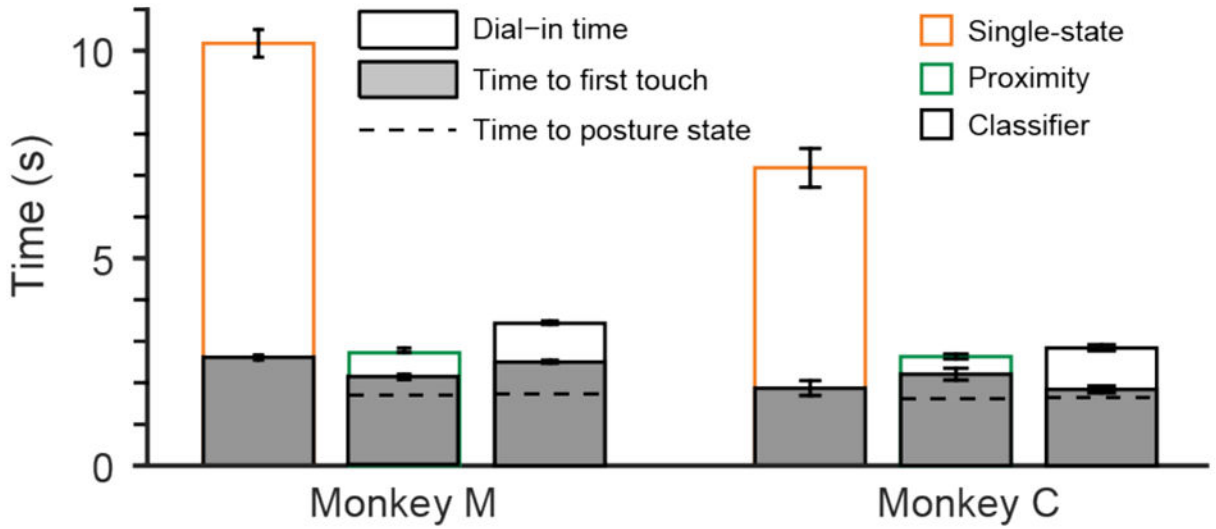 Time (s)
10
5
0
Dial−in time
Time to first touch
Time to posture state
Single-state
Proximity
Classifier
Monkey M
Monkey C